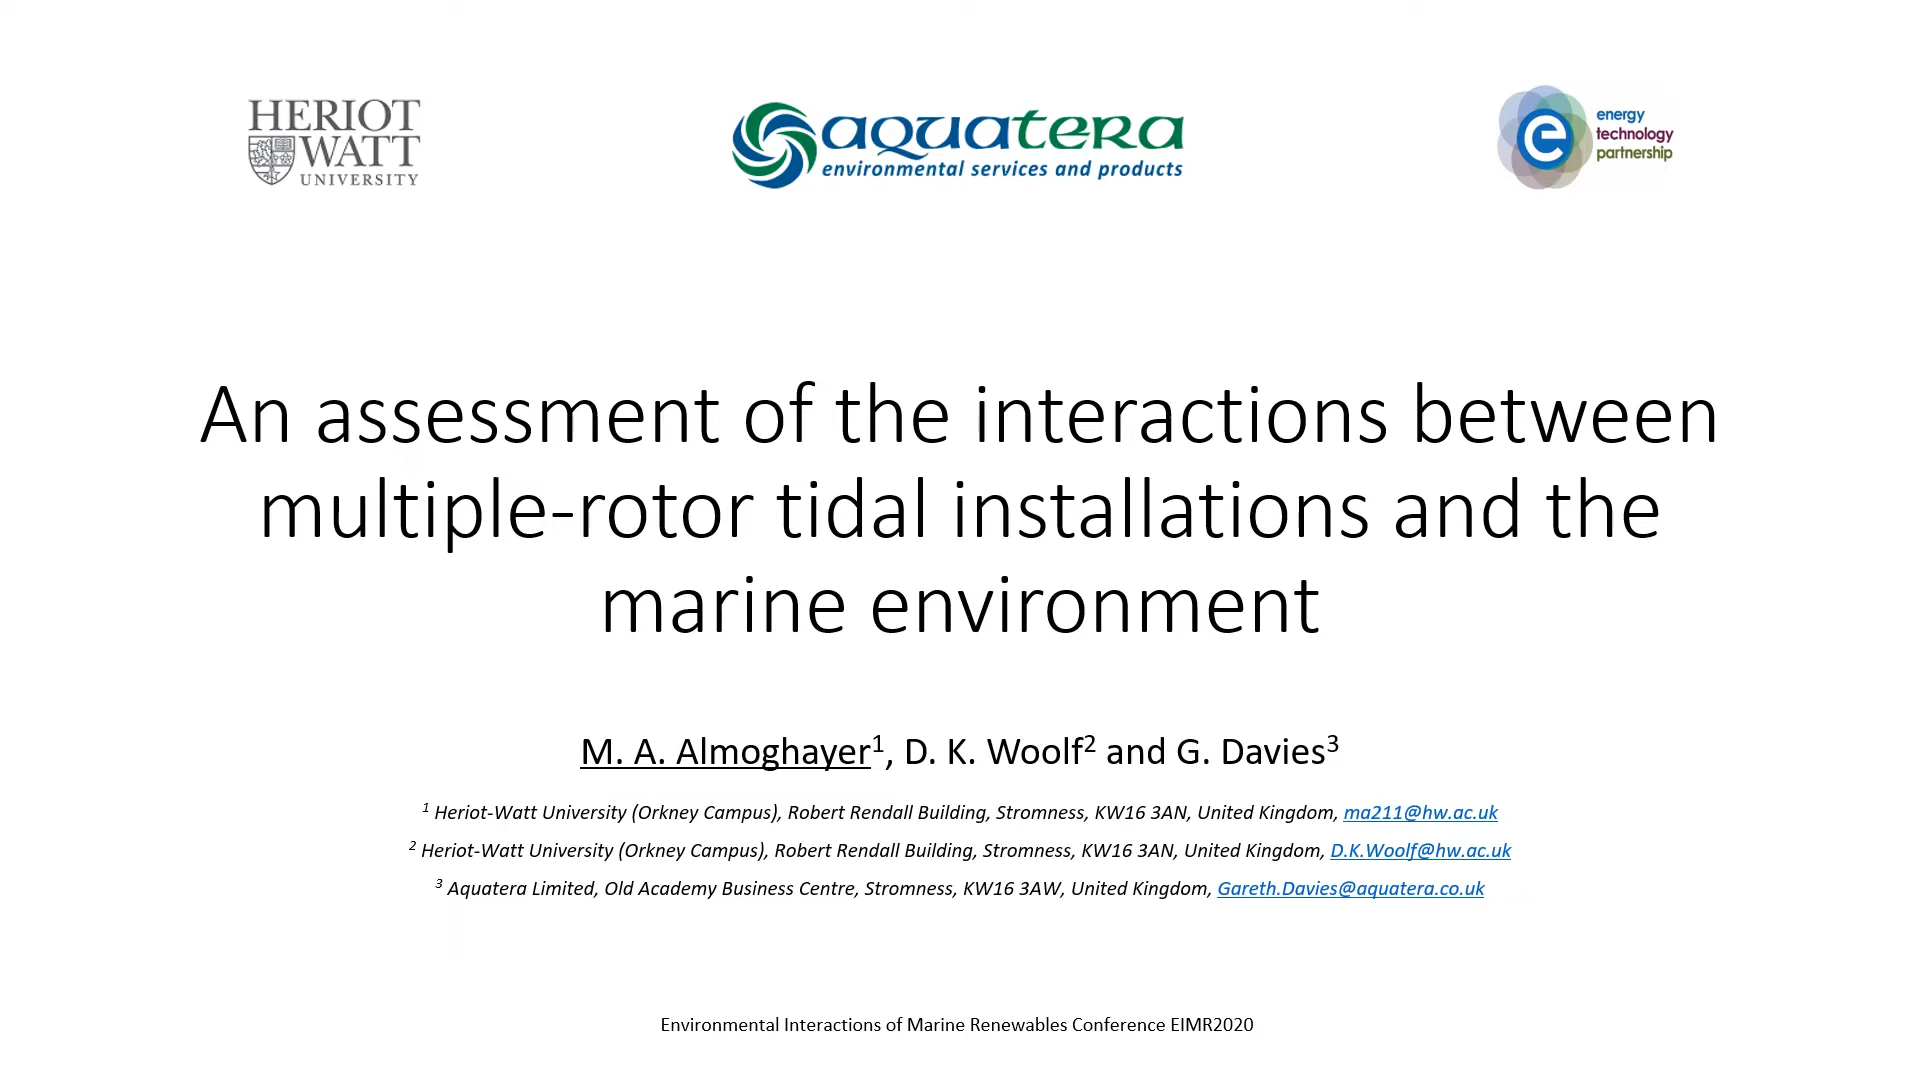 HERIOT
WATT
UNIVERSITY
aquatera
environmental services and products
e
energy
technology
partnership
An assessment of the interactions between
multiple-rotor tidal installations and the
marine environment
M. A. Almoghayer¹, D. K. Woolf² and G. Davies³
¹ Heriot-Watt University (Orkney Campus), Robert Rendall Building, Stromness, KW16 3AN, United Kingdom, ma211@hw.ac.uk
² Heriot-Watt University (Orkney Campus), Robert Rendall Building, Stromness, KW16 3AN, United Kingdom, D.K.Woolf@hw.ac.uk
³ Aquatera Limited, Old Academy Business Centre, Stromness, KW16 3AW, United Kingdom, Gareth.Davies@aquatera.co.uk
Environmental Interactions of Marine Renewables Conference EIMR2020